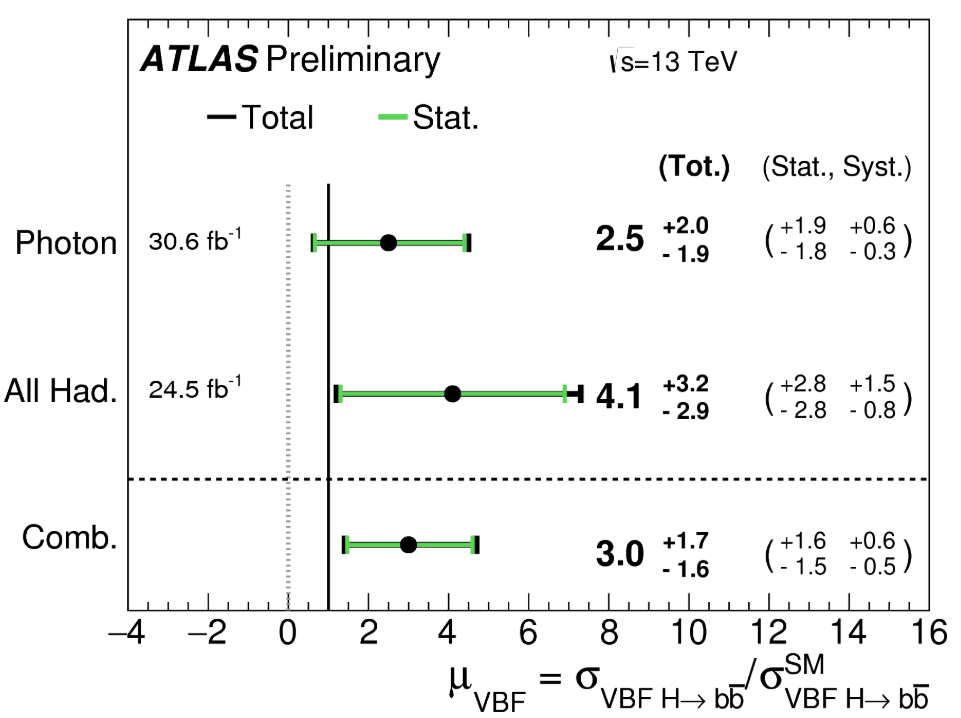 ATLAS Preliminary √s=13 TeV
Total Stat.
(Tot.) (Stat., Syst.)
Photon 30.6 fb⁻¹ 2.5 +2.0 - 1.9 ( +1.9 - 1.8 +0.6 - 0.3 )
All Had. 24.5 fb⁻¹ 4.1 +3.2 - 2.9 ( +2.8 - 2.8 +1.5 - 0.8 )
Comb. 3.0 +1.7 - 1.6 ( +1.6 - 1.5 +0.6 - 0.5 )
−4 −2 0 2 4 6 8 10 12 14 16
μ_VBF = σ_VBF H→ bb̅/σ^SM_VBF H→ bb̅